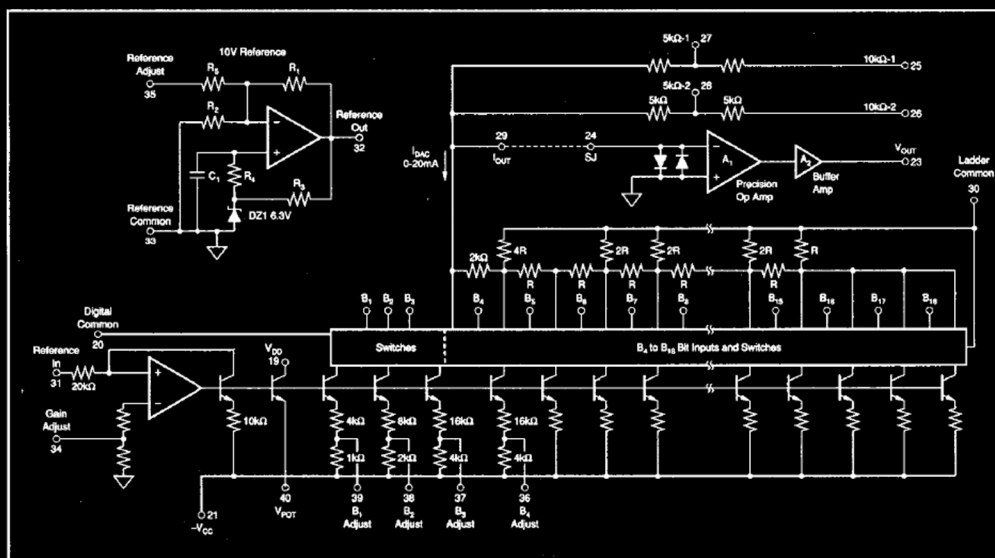 10V Reference
Reference
Adjust
35
R5
R1
R2
Reference
Out
32
C1
R4
R3
DZ1 6.3V
Reference
Common
33
5kΩ-1
27
10kΩ-1
25
5kΩ-2
28
5kΩ
5kΩ
10kΩ-2
26
IDAC
0-20mA
29
IOUT
24
SJ
A1
Precision
Op Amp
A2
Buffer
Amp
VOUT
23
Ladder
Common
30
4R
2R
2R
2R
R
2kΩ
R
R
R
R
R
B1
B2
B3
B4
B5
B6
B7
B8
B15
B16
B17
B18
Digital
Common
20
Switches
B4 to B18 Bit Inputs and Switches
Reference
In
31
20kΩ
VDD
19
Gain
Adjust
34
10kΩ
4kΩ
8kΩ
16kΩ
16kΩ
1kΩ
2kΩ
4kΩ
4kΩ
21
-VCC
40
VPOT
39
B1
Adjust
38
B2
Adjust
37
B3
Adjust
36
B4
Adjust